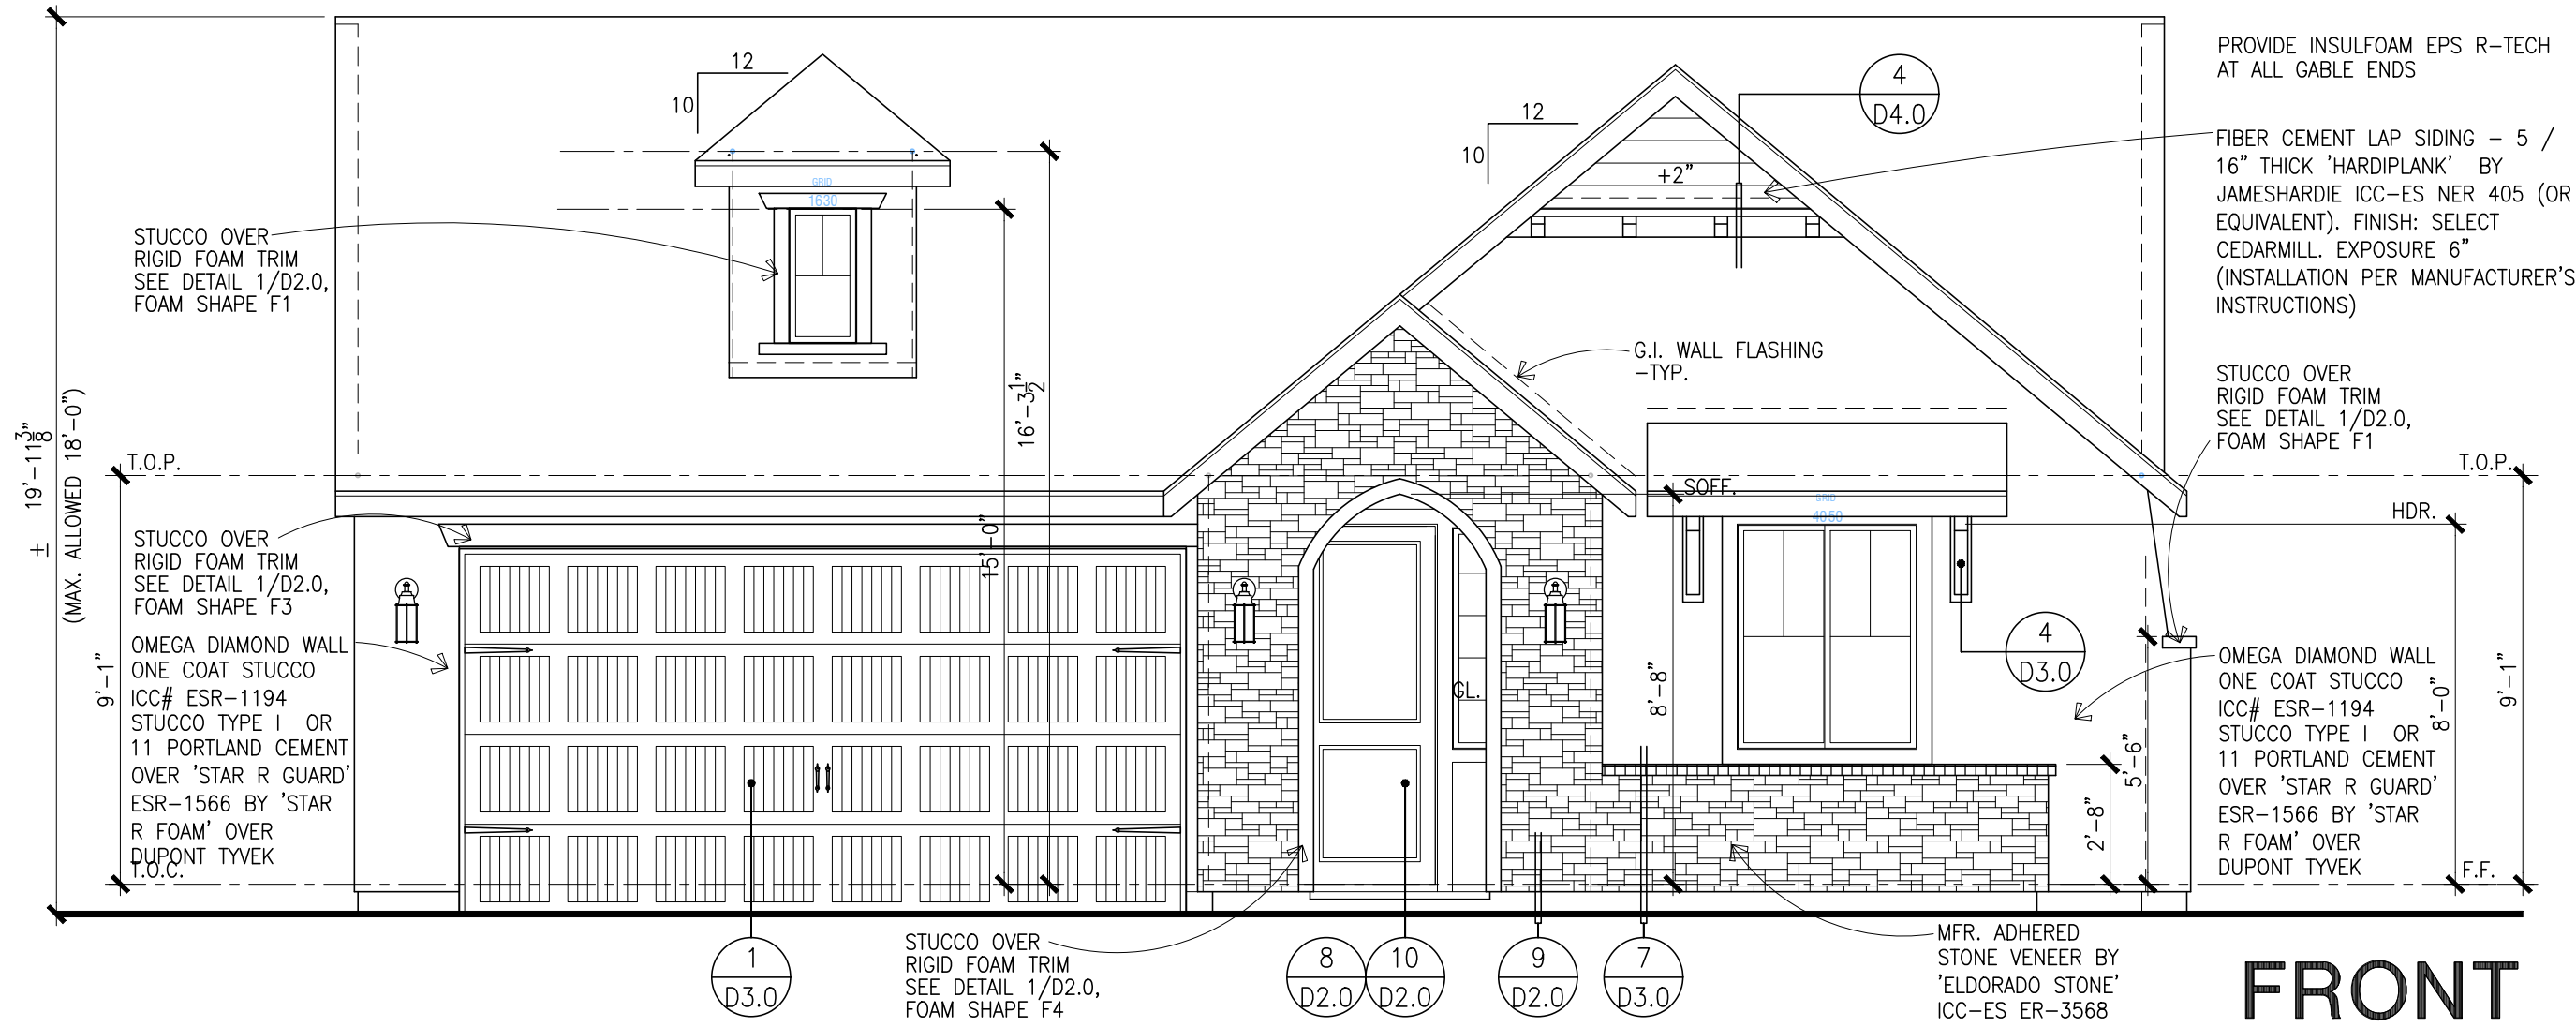 PROVIDE INSULFOAM EPS R-TECH
AT ALL GABLE ENDS
12
10
12
10
4
D4.0
FIBER CEMENT LAP SIDING - 5 /
16" THICK 'HARDIPLANK' BY
JAMESHARDIE ICC-ES NER 405 (OR
EQUIVALENT). FINISH: SELECT
CEDARMILL. EXPOSURE 6"
(INSTALLATION PER MANUFACTURER'S
INSTRUCTIONS)
+2"
GRID
1630
STUCCO OVER
RIGID FOAM TRIM
SEE DETAIL 1/D2.0,
FOAM SHAPE F1
G.I. WALL FLASHING
-TYP.
STUCCO OVER
RIGID FOAM TRIM
SEE DETAIL 1/D2.0,
FOAM SHAPE F1
16'-3 1/2"
± 19'-11 3/8"
(MAX. ALLOWED 18'-0")
T.O.P.
T.O.P.
SOFF.
GRID
4050
HDR.
STUCCO OVER
RIGID FOAM TRIM
SEE DETAIL 1/D2.0,
FOAM SHAPE F3
15'-0"
OMEGA DIAMOND WALL
ONE COAT STUCCO
ICC# ESR-1194
STUCCO TYPE I OR
11 PORTLAND CEMENT
OVER 'STAR R GUARD'
ESR-1566 BY 'STAR
R FOAM' OVER
DUPONT TYVEK
T.O.C.
9'-1"
GL.
8'-8"
4
D3.0
OMEGA DIAMOND WALL
ONE COAT STUCCO
ICC# ESR-1194
STUCCO TYPE I OR
11 PORTLAND CEMENT
OVER 'STAR R GUARD'
ESR-1566 BY 'STAR
R FOAM' OVER
DUPONT TYVEK
2'-8"
5'-6"
8'-0"
9'-1"
F.F.
1
D3.0
STUCCO OVER
RIGID FOAM TRIM
SEE DETAIL 1/D2.0,
FOAM SHAPE F4
8
D2.0
10
D2.0
9
D2.0
7
D3.0
MFR. ADHERED
STONE VENEER BY
'ELDORADO STONE'
ICC-ES ER-3568
FRONT